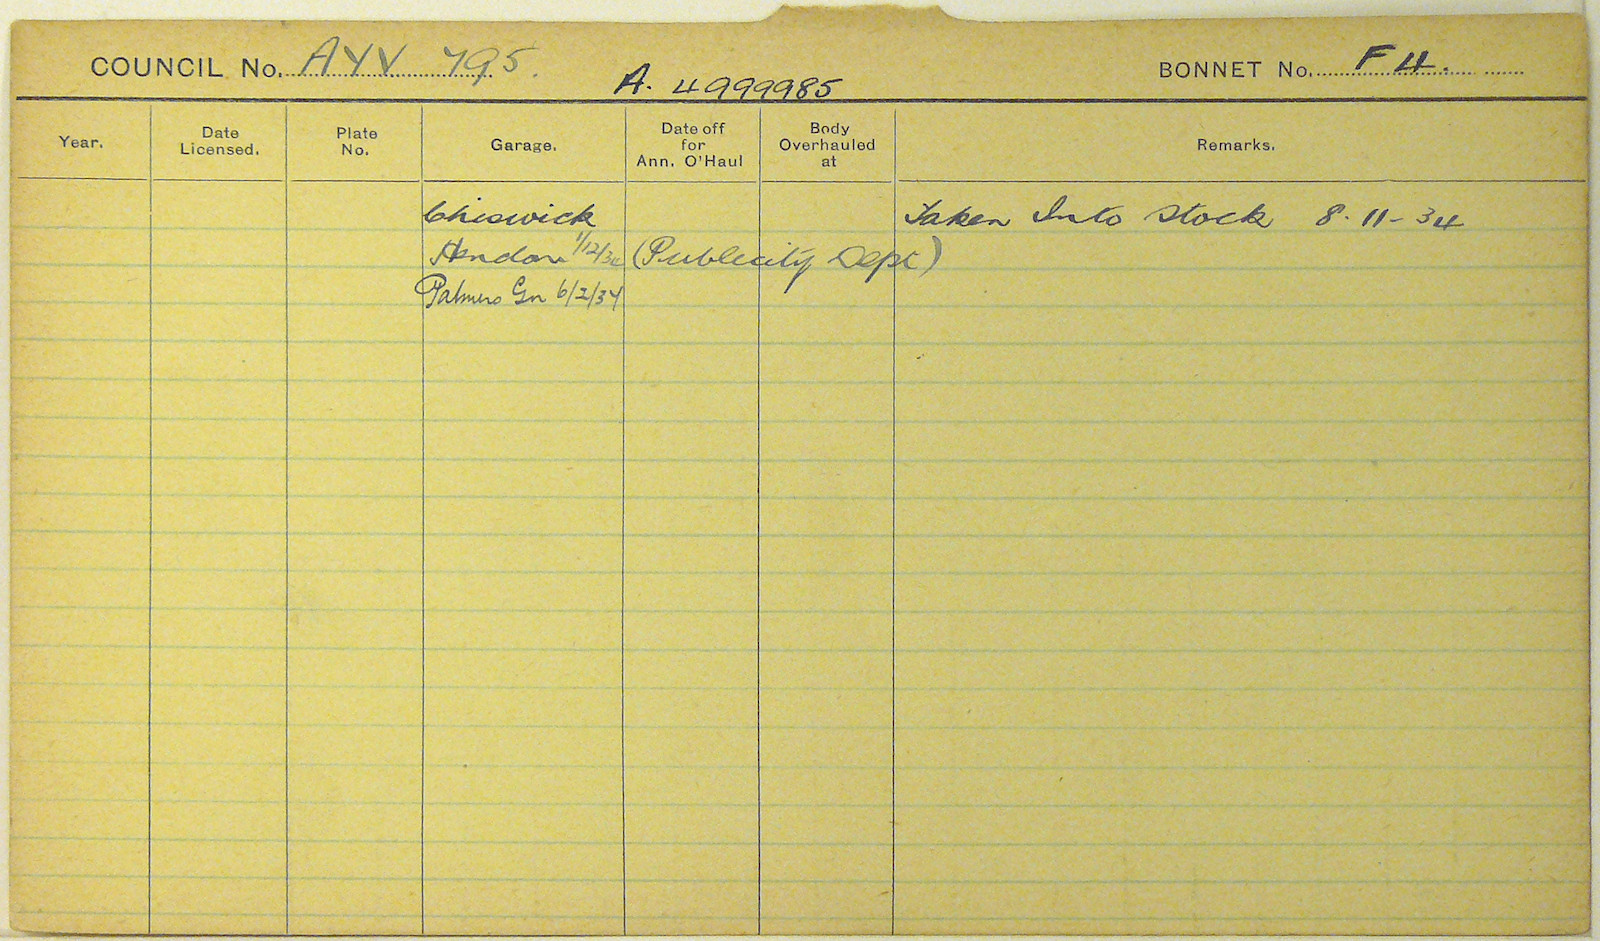 COUNCIL No. AYV 795.
A. 4999985
BONNET No. F 4.
Year.
Date Licensed.
Plate No.
Garage.
Date off for Ann. O'Haul
Body Overhauled at
Remarks.
Chiswick Taken Into Stock 8-11-34
Hendon 1/12/34 (Publicity Dept)
Palmers Gn 6/2/37